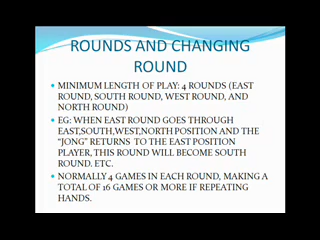 ROUNDS AND CHANGING
ROUND
MINIMUM LENGTH OF PLAY: 4 ROUNDS (EAST
ROUND, SOUTH ROUND, WEST ROUND, AND
NORTH ROUND)
EG: WHEN EAST ROUND GOES THROUGH
EAST,SOUTH,WEST,NORTH POSITION AND THE
“JONG” RETURNS TO THE EAST POSITION
PLAYER, THIS ROUND WILL BECOME SOUTH
ROUND. ETC.
NORMALLY 4 GAMES IN EACH ROUND, MAKING A
TOTAL OF 16 GAMES OR MORE IF REPEATING
HANDS.